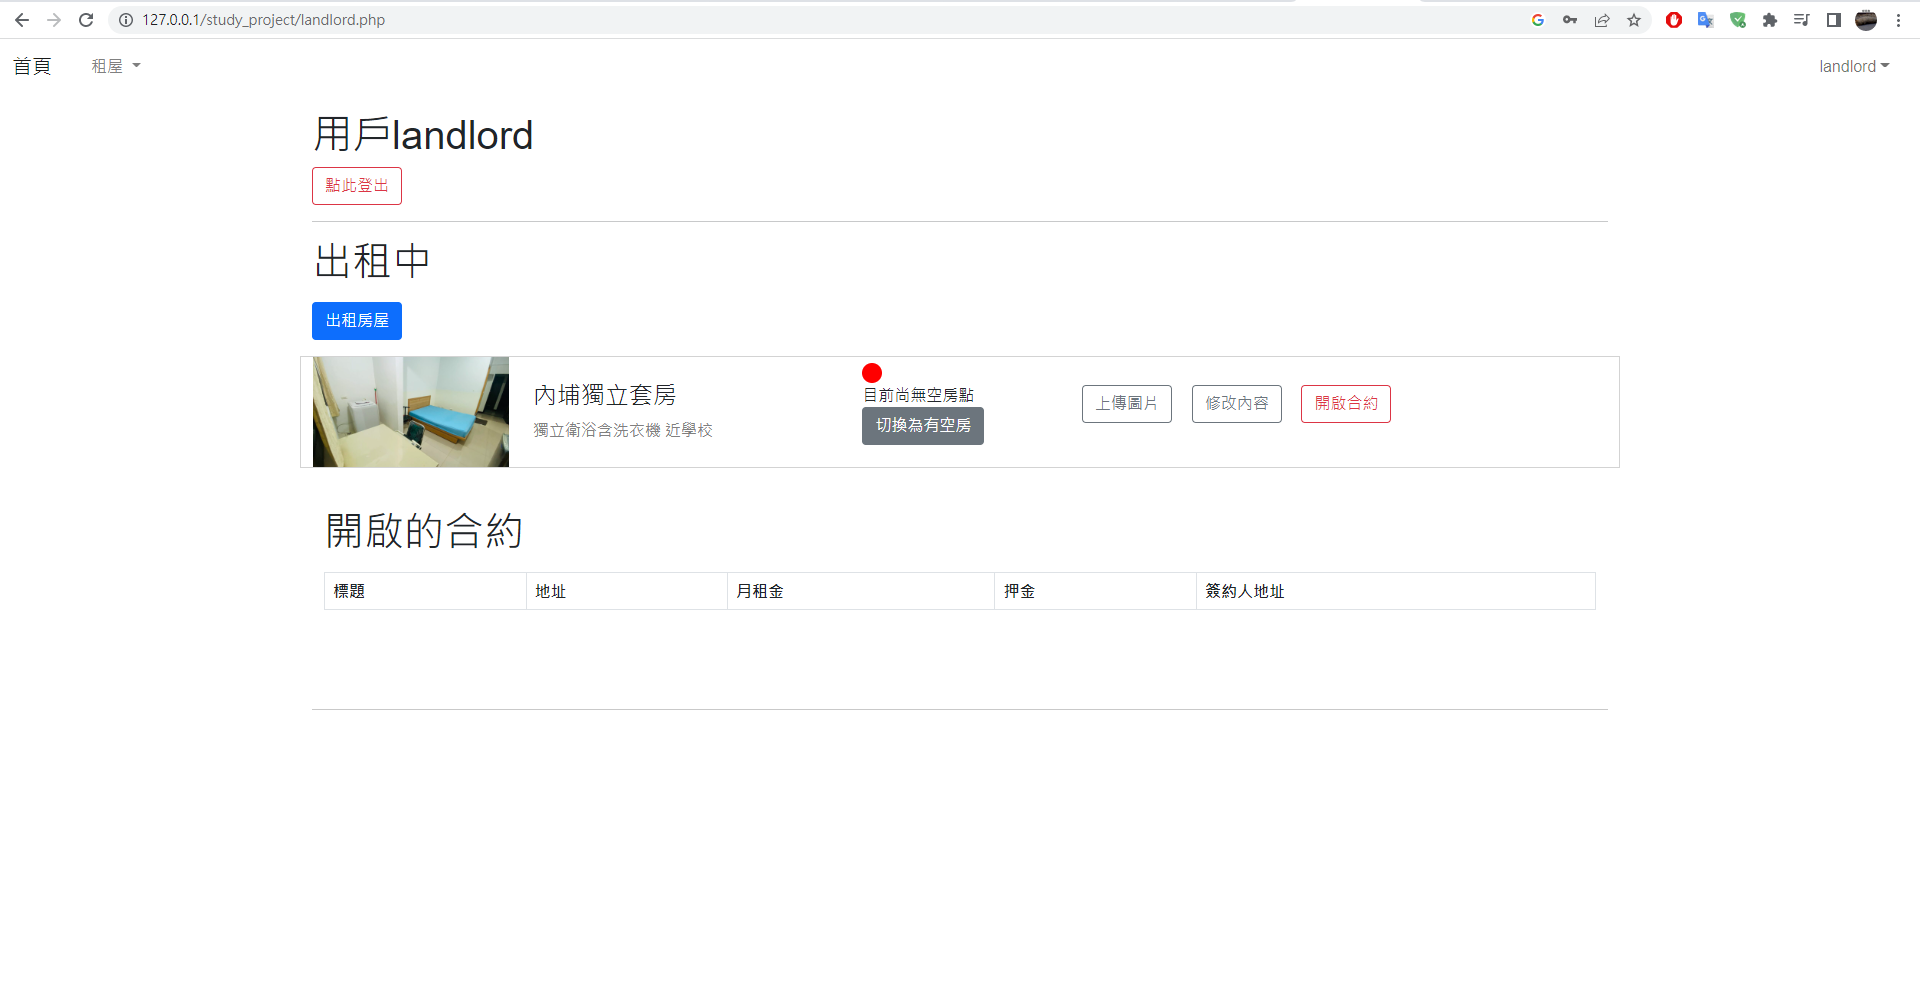 127.0.0.1/study_project/landlord.php
首頁 租屋 landlord
用戶landlord
點此登出
出租中
出租房屋
內埔獨立套房
獨立衛浴含洗衣機 近學校
目前尚無空房點
切換為有空房
上傳圖片 修改內容 開啟合約
開啟的合約
標題 地址 月租金 押金 簽約人地址